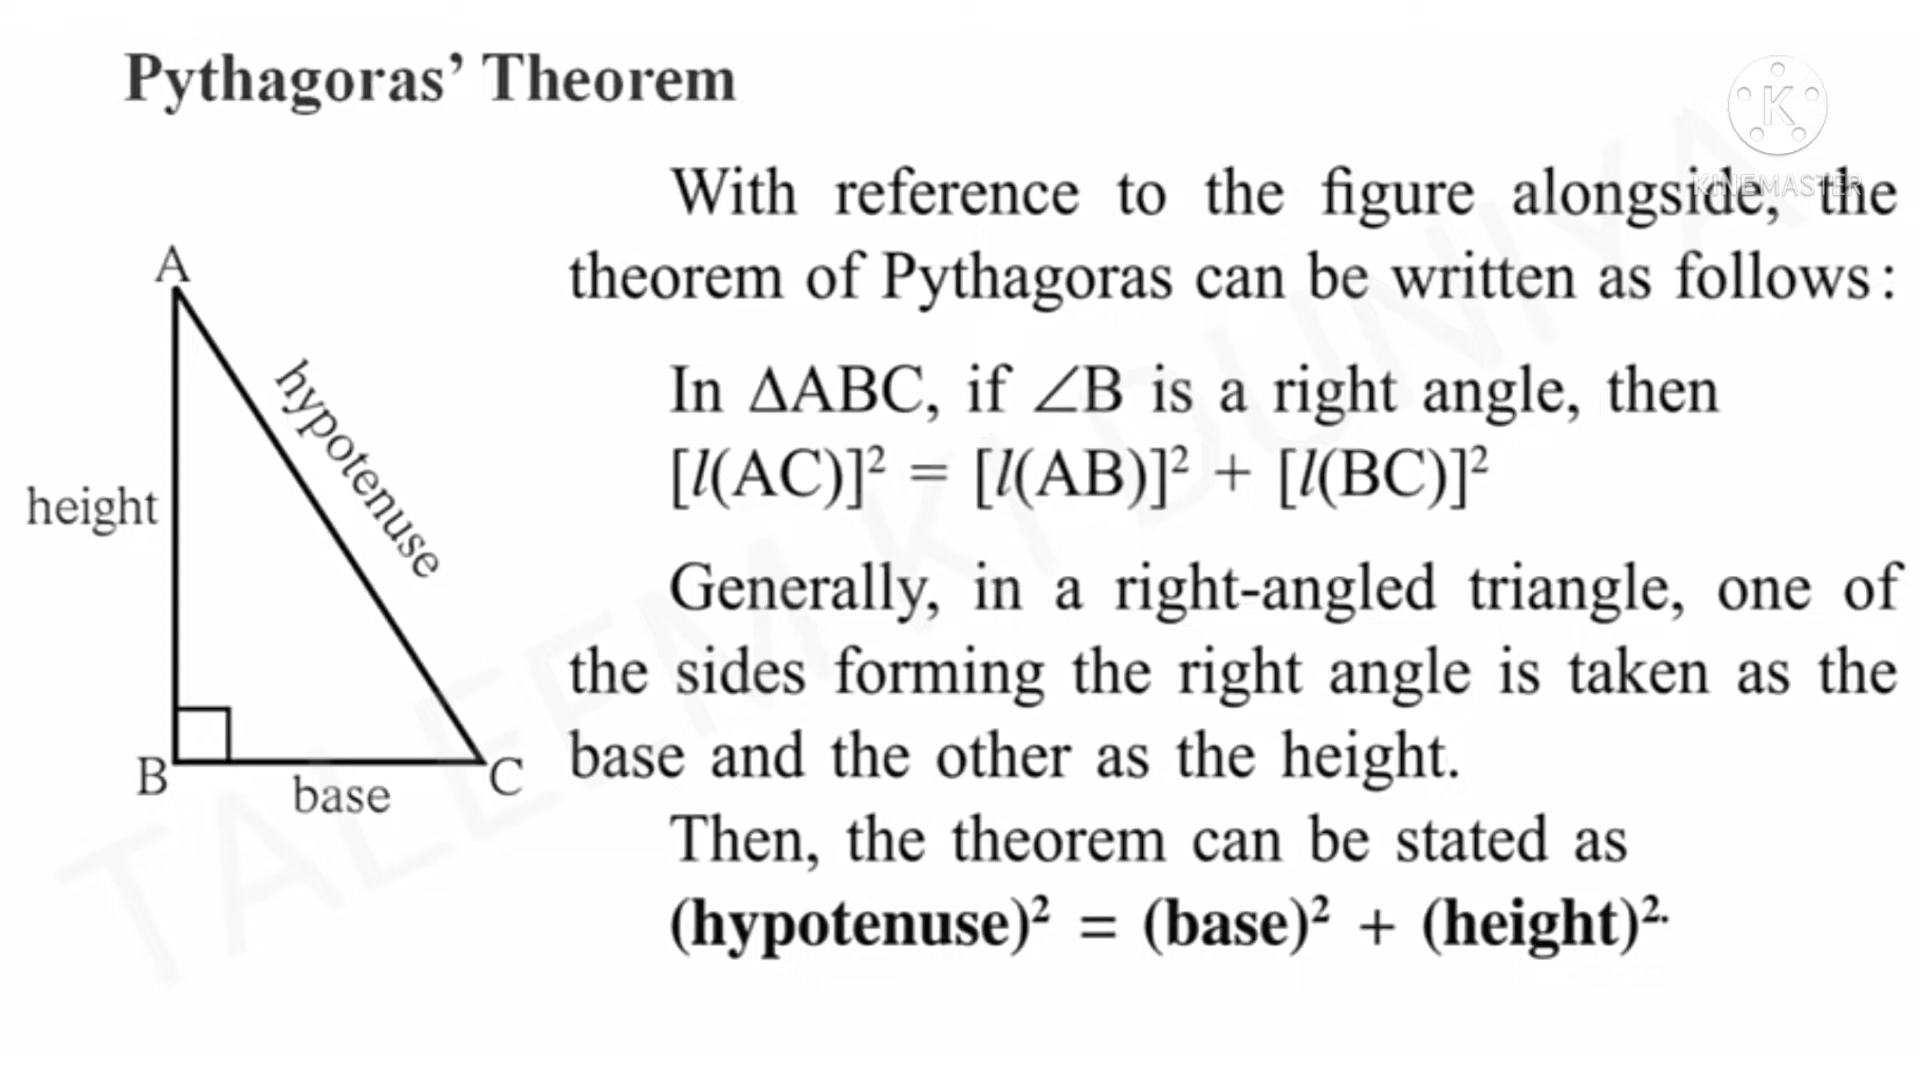 Pythagoras' Theorem
K
KINEMASTER
With reference to the figure alongside, the
theorem of Pythagoras can be written as follows :
In ΔABC, if ∠B is a right angle, then
[l(AC)]² = [l(AB)]² + [l(BC)]²
Generally, in a right-angled triangle, one of
the sides forming the right angle is taken as the
base and the other as the height.
Then, the theorem can be stated as
(hypotenuse)² = (base)² + (height)².
A
hypotenuse
height
B
base
C
TALEEM KI DUNIYA